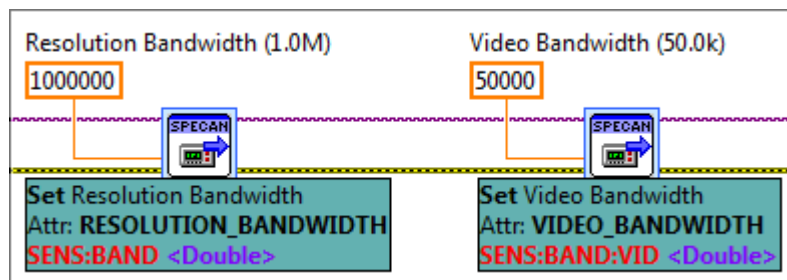 Resolution Bandwidth (1.0M)
1000000
SPECAN
Set Resolution Bandwidth
Attr: RESOLUTION_BANDWIDTH
SENS:BAND <Double>
Video Bandwidth (50.0k)
50000
SPECAN
Set Video Bandwidth
Attr: VIDEO_BANDWIDTH
SENS:BAND:VID <Double>